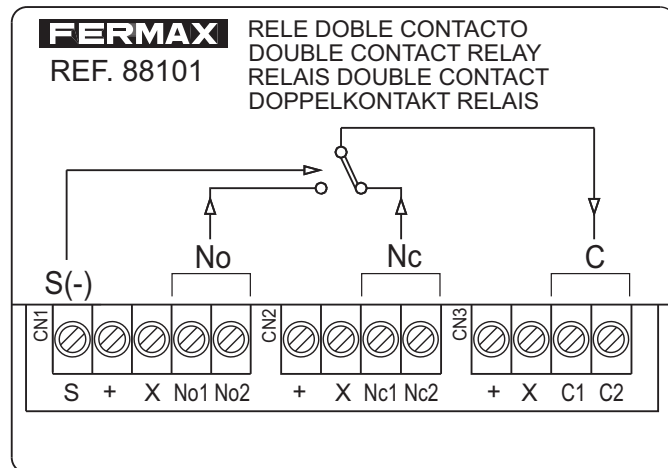 FERMAX
REF. 88101
RELE DOBLE CONTACTO
DOUBLE CONTACT RELAY
RELAIS DOUBLE CONTACT
DOPPELKONTAKT RELAIS
No
Nc
C
S(-)
CN1
CN2
CN3
S + X No1 No2 + X Nc1 Nc2 + X C1 C2